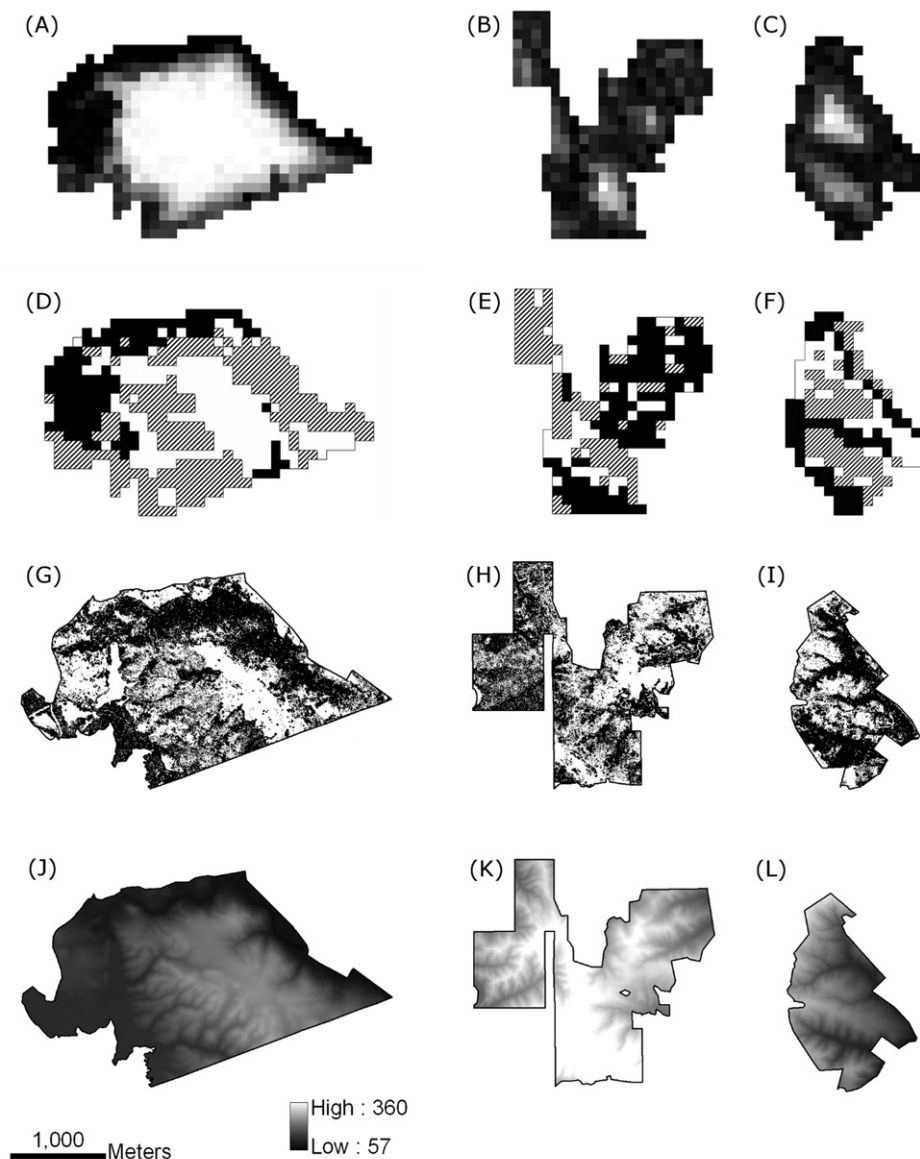 (A)
(B)
(C)
(D)
(E)
(F)
(G)
(H)
(I)
(J)
(K)
(L)
High : 360
Low : 57
1,000
Meters